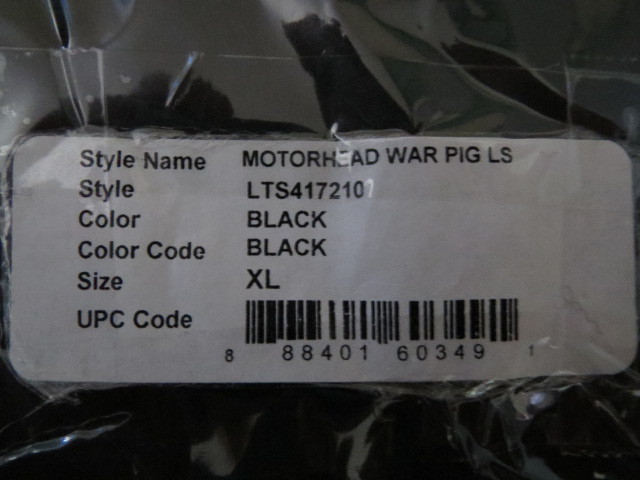 Style Name MOTORHEAD WAR PIG LS
Style LTS4172107
Color BLACK
Color Code BLACK
Size XL
UPC Code
8 88401 60349 1